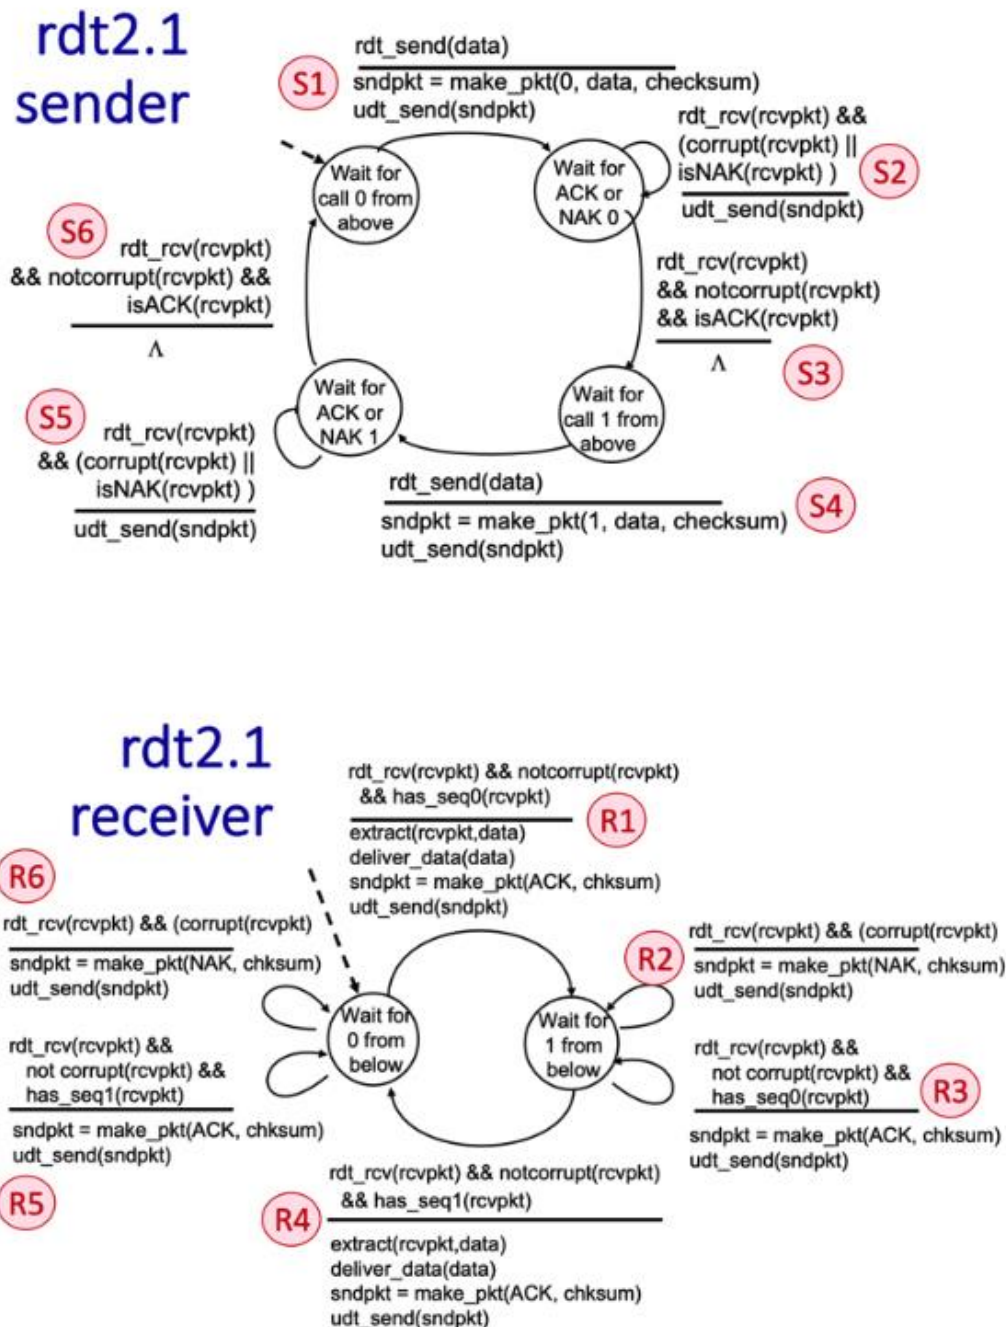 rdt2.1
sender
S1
rdt_send(data)
sndpkt = make_pkt(0, data, checksum)
udt_send(sndpkt)
Wait for
call 0 from
above
Wait for
ACK or
NAK 0
rdt_rcv(rcvpkt) &&
(corrupt(rcvpkt) ||
isNAK(rcvpkt) )
udt_send(sndpkt)
S2
S6
rdt_rcv(rcvpkt)
&& notcorrupt(rcvpkt) &&
isACK(rcvpkt)
Λ
rdt_rcv(rcvpkt)
&& notcorrupt(rcvpkt)
&& isACK(rcvpkt)
Λ
S3
S5
rdt_rcv(rcvpkt)
&& (corrupt(rcvpkt) ||
isNAK(rcvpkt) )
udt_send(sndpkt)
Wait for
ACK or
NAK 1
Wait for
call 1 from
above
rdt_send(data)
sndpkt = make_pkt(1, data, checksum)
udt_send(sndpkt)
S4
rdt2.1
receiver
rdt_rcv(rcvpkt) && notcorrupt(rcvpkt)
&& has_seq0(rcvpkt)
extract(rcvpkt,data)
deliver_data(data)
sndpkt = make_pkt(ACK, chksum)
udt_send(sndpkt)
R1
R6
rdt_rcv(rcvpkt) && (corrupt(rcvpkt)
sndpkt = make_pkt(NAK, chksum)
udt_send(sndpkt)
R2
rdt_rcv(rcvpkt) && (corrupt(rcvpkt)
sndpkt = make_pkt(NAK, chksum)
udt_send(sndpkt)
Wait for
0 from
below
Wait for
1 from
below
rdt_rcv(rcvpkt) &&
not corrupt(rcvpkt) &&
has_seq1(rcvpkt)
sndpkt = make_pkt(ACK, chksum)
udt_send(sndpkt)
R5
rdt_rcv(rcvpkt) &&
not corrupt(rcvpkt) &&
has_seq0(rcvpkt)
sndpkt = make_pkt(ACK, chksum)
udt_send(sndpkt)
R3
R4
rdt_rcv(rcvpkt) && notcorrupt(rcvpkt)
&& has_seq1(rcvpkt)
extract(rcvpkt,data)
deliver_data(data)
sndpkt = make_pkt(ACK, chksum)
udt_send(sndpkt)